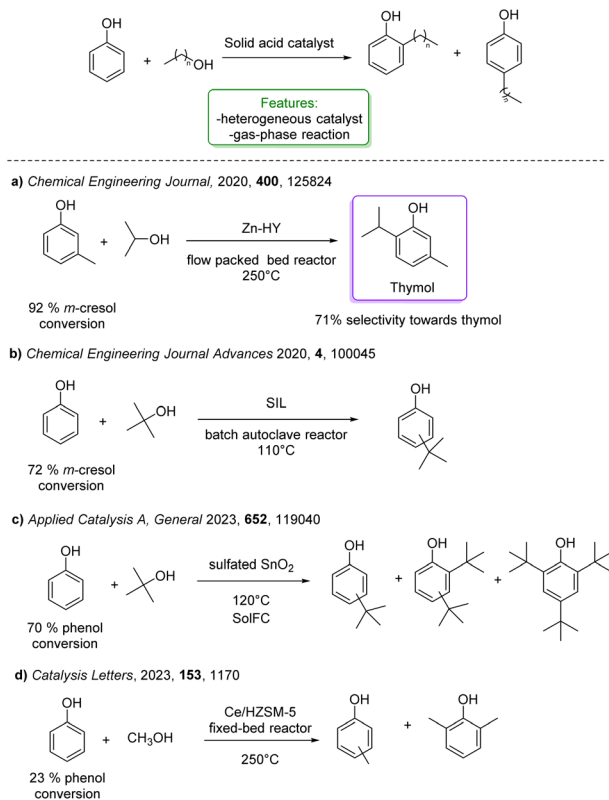 OH
OH
OH
+
( )n OH
Solid acid catalyst
( )n
+
( )n
Features:
-heterogeneous catalyst
-gas-phase reaction
a) Chemical Engineering Journal, 2020, 400, 125824
OH
+
OH
Zn-HY
flow packed bed reactor
250°C
OH
Thymol
92 % m-cresol
conversion
71% selectivity towards thymol
b) Chemical Engineering Journal Advances 2020, 4, 100045
OH
+
OH
SIL
batch autoclave reactor
110°C
OH
72 % m-cresol
conversion
c) Applied Catalysis A, General 2023, 652, 119040
OH
+
OH
sulfated SnO2
120°C
SolFC
OH
+
OH
+
OH
70 % phenol
conversion
d) Catalysis Letters, 2023, 153, 1170
OH
+
CH3OH
Ce/HZSM-5
fixed-bed reactor
250°C
OH
+
OH
23 % phenol
conversion